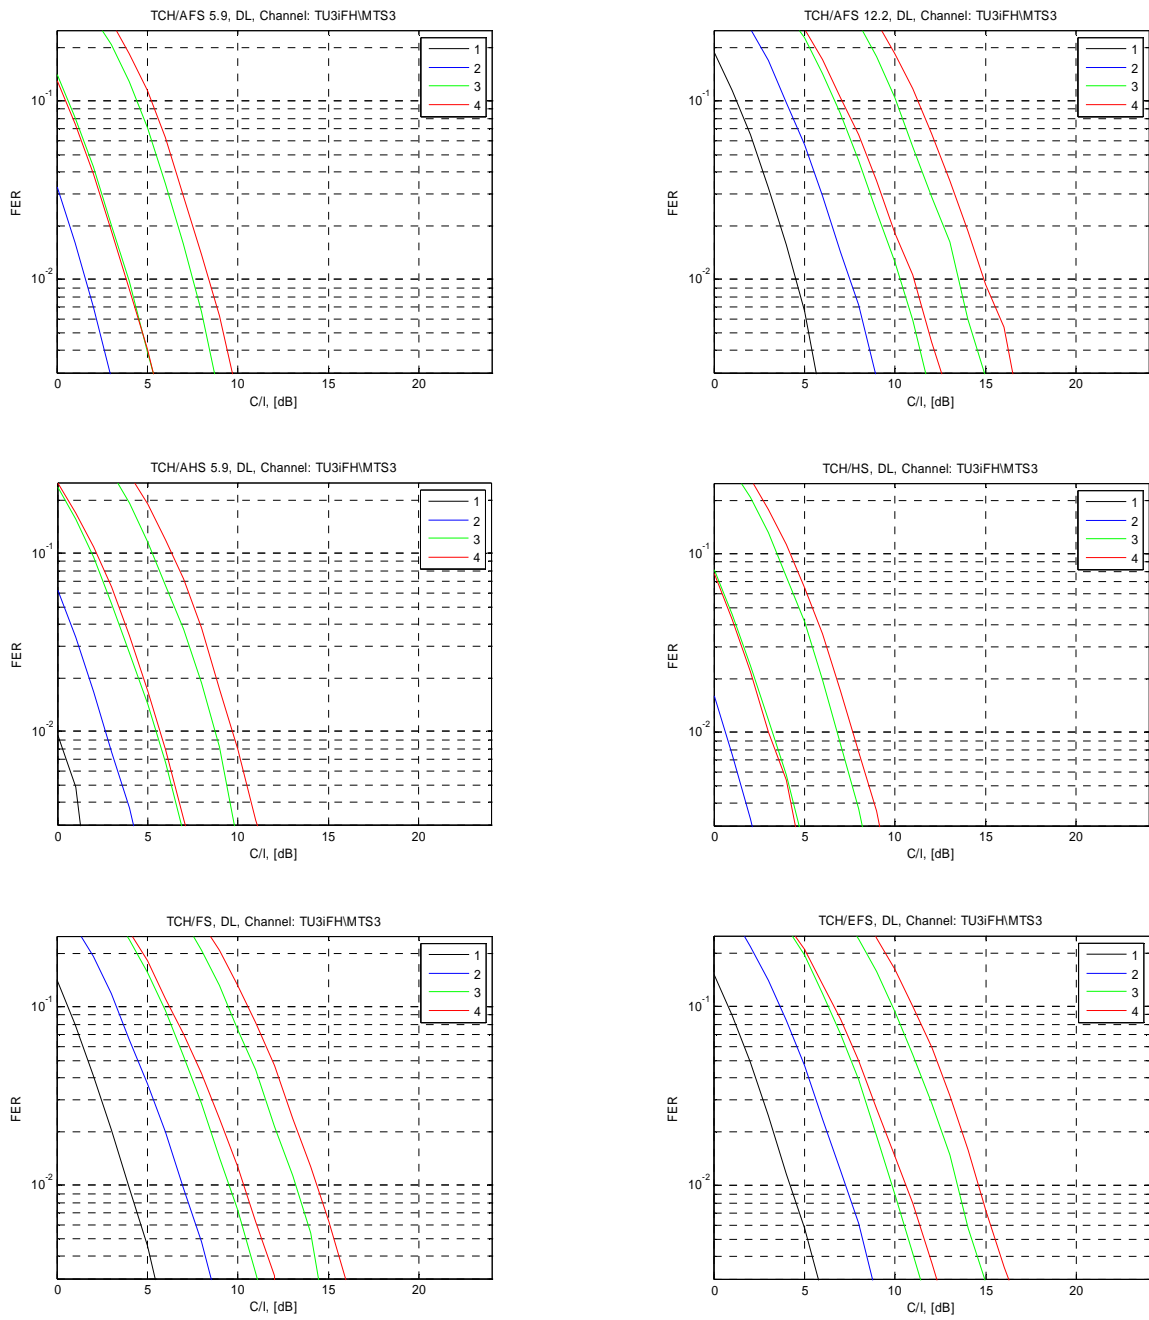 TCH/AFS 5.9, DL, Channel: TU3iFH\MTS3
1
2
3
4
10^-1
10^-2
FER
0 5 10 15 20
C/I, [dB]
TCH/AFS 12.2, DL, Channel: TU3iFH\MTS3
1
2
3
4
10^-1
10^-2
FER
0 5 10 15 20
C/I, [dB]
TCH/AHS 5.9, DL, Channel: TU3iFH\MTS3
1
2
3
4
10^-1
10^-2
FER
0 5 10 15 20
C/I, [dB]
TCH/HS, DL, Channel: TU3iFH\MTS3
1
2
3
4
10^-1
10^-2
FER
0 5 10 15 20
C/I, [dB]
TCH/FS, DL, Channel: TU3iFH\MTS3
1
2
3
4
10^-1
10^-2
FER
0 5 10 15 20
C/I, [dB]
TCH/EFS, DL, Channel: TU3iFH\MTS3
1
2
3
4
10^-1
10^-2
FER
0 5 10 15 20
C/I, [dB]